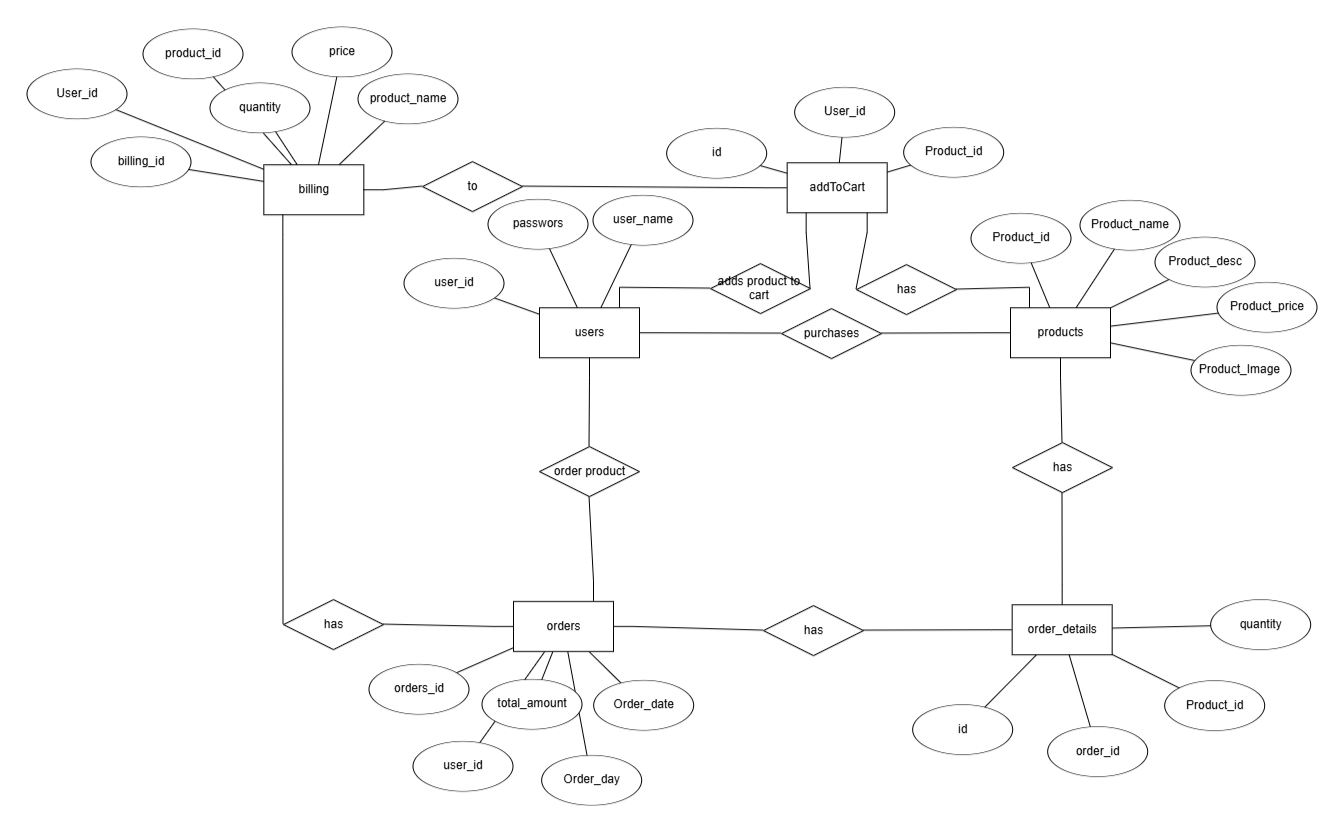 price
product_id
User_id
quantity
product_name
billing_id
billing
to
User_id
id
Product_id
addToCart
passwors
user_name
user_id
adds product to
cart
has
Product_id
Product_name
Product_desc
Product_price
Product_Image
users
purchases
products
order product
has
has
orders
has
order_details
quantity
orders_id
total_amount
Order_date
user_id
Order_day
id
order_id
Product_id